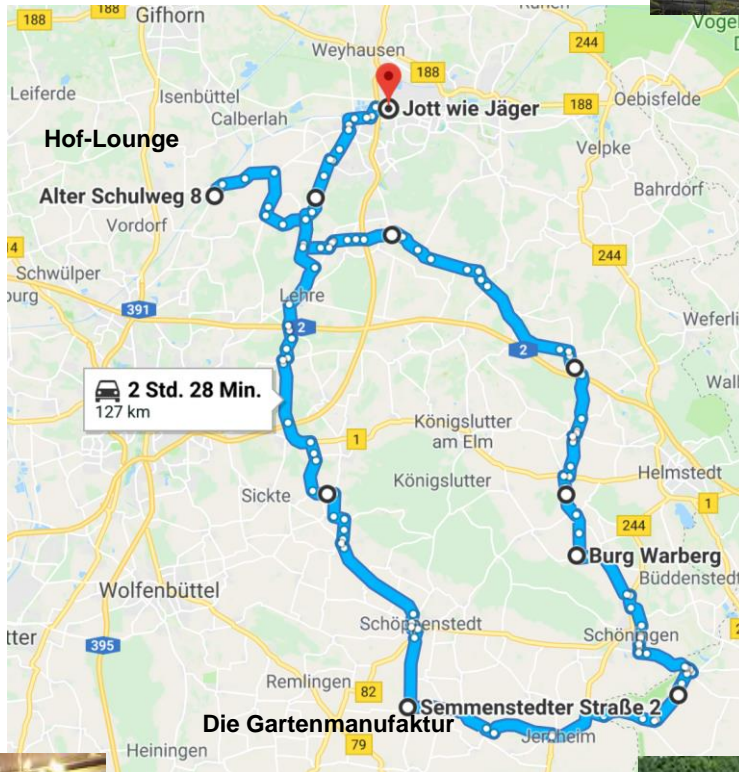 188
188
Gifhorn
Weyhausen
244
188
Leiferde
Isenbüttel
Calberlah
Jott wie Jäger
188
Oebisfelde
Hof-Lounge
Velpke
Alter Schulweg 8
Bahrdorf
Vordorf
244
Schwülper
Lehre
391
2
2
2 Std. 28 Min.
127 km
Königslutter
am Elm
1
Königslutter
Helmstedt
Sickte
1
244
Burg Warberg
Büddenstedt
Wolfenbüttel
Schöppenstedt
Schöningen
395
Remlingen
82
Semmenstedter Straße 2
Die Gartenmanufaktur
79
Jerxheim
Heiningen